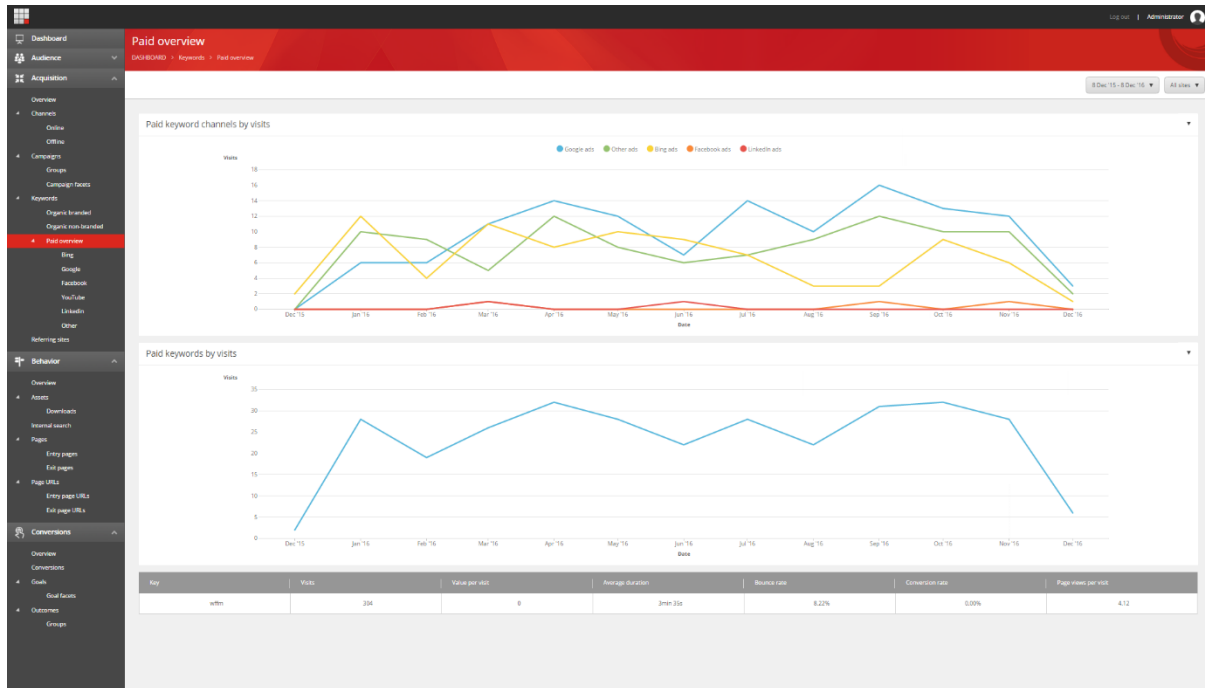 Log out | Administrator
Dashboard
Audience
Acquisition
Overview
Channels
Online
Offline
Campaigns
Groups
Campaign facets
Keywords
Organic branded
Organic non-branded
Paid overview
Bing
Google
Facebook
YouTube
LinkedIn
Other
Referring sites
Behavior
Overview
Assets
Downloads
Internal search
Pages
Entry pages
Exit pages
Page URLs
Entry page URLs
Exit page URLs
Conversions
Overview
Conversions
Goals
Goal facets
Outcomes
Groups
Paid overview
DASHBOARD Keywords Paid overview
8 Dec '15 - 8 Dec '16 All sites
Paid keyword channels by visits
Google ads Other ads Bing ads Facebook ads LinkedIn ads
Visits
18
16
14
12
10
8
6
4
2
0
Dec '15 Jan '16 Feb '16 Mar '16 Apr '16 May '16 Jun '16 Jul '16 Aug '16 Sep '16 Oct '16 Nov '16 Dec '16
Date
Paid keywords by visits
Visits
35
30
25
20
15
10
5
0
Dec '15 Jan '16 Feb '16 Mar '16 Apr '16 May '16 Jun '16 Jul '16 Aug '16 Sep '16 Oct '16 Nov '16 Dec '16
Date
Key Visits Value per visit Average duration Bounce rate Conversion rate Page views per visit
wffm 304 0 3min 35s 8.22% 0.00% 4.12